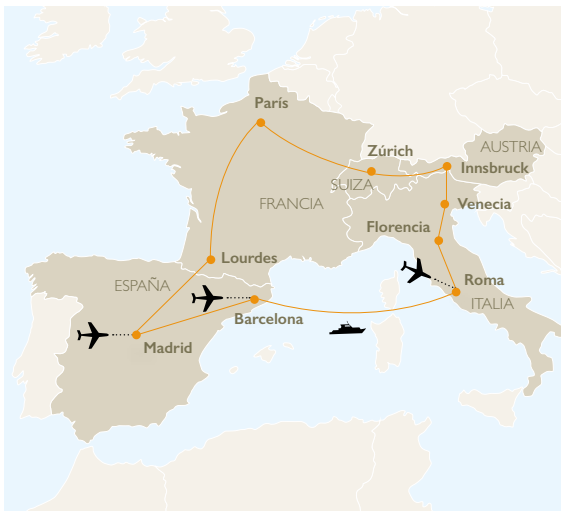 París
Zúrich
AUSTRIA
Innsbruck
SUIZA
FRANCIA
Venecia
Florencia
Lourdes
ESPAÑA
Roma
ITALIA
Barcelona
Madrid